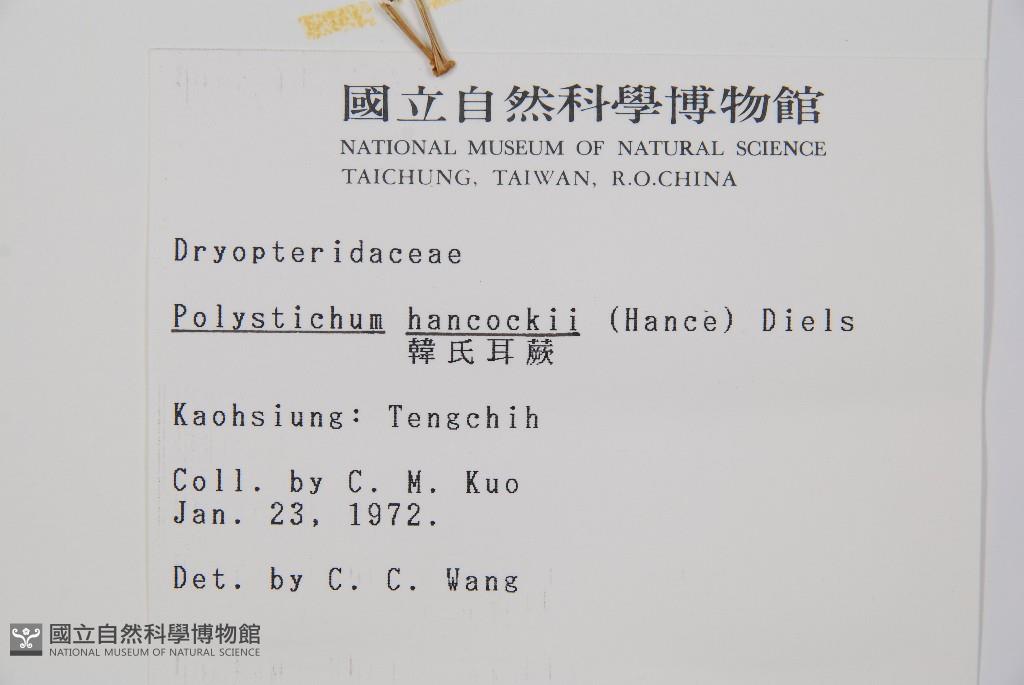 國立自然科學博物館
NATIONAL MUSEUM OF NATURAL SCIENCE
TAICHUNG, TAIWAN, R.O.CHINA
Dryopteridaceae
Polystichum hancockii (Hance) Diels
韓氏耳蕨
Kaohsiung: Tengchih
Coll. by C. M. Kuo
Jan. 23, 1972.
Det. by C. C. Wang
國立自然科學博物館
NATIONAL MUSEUM OF NATURAL SCIENCE